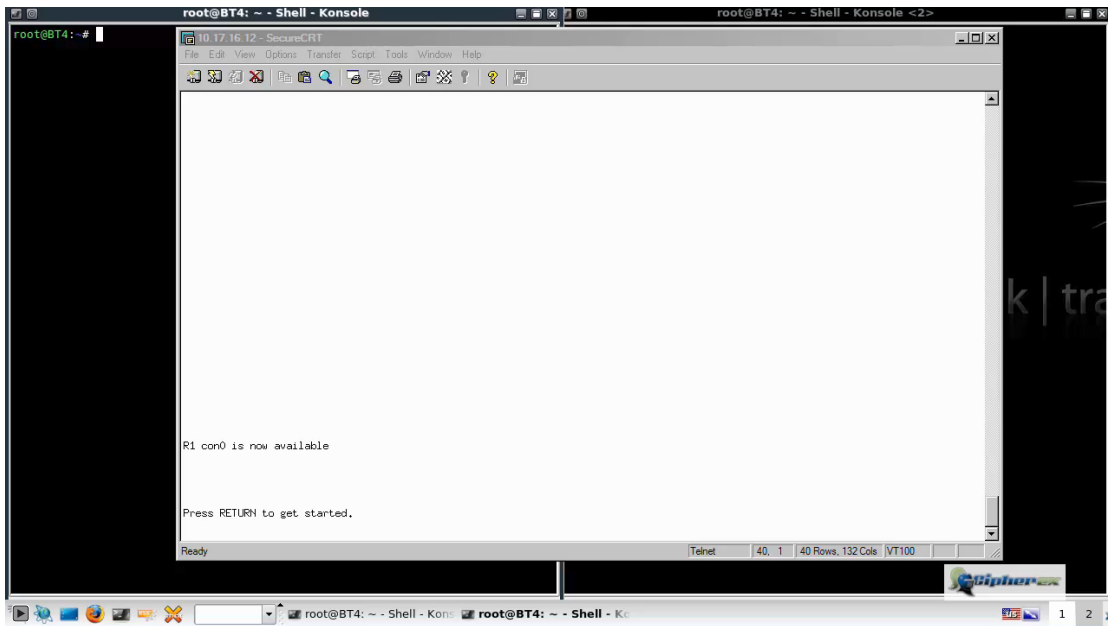 root@BT4: ~ - Shell - Konsole
root@BT4: ~ - Shell - Konsole <2>
root@BT4:~#
10.17.16.12 - SecureCRT
File Edit View Options Transfer Script Tools Window Help
k | tra
R1 con0 is now available
Press RETURN to get started.
Ready
Telnet
40, 1
40 Rows, 132 Cols
VT100
Cipher
root@BT4: ~ - Shell - Kons
root@BT4: ~ - Shell - Kc
1
2